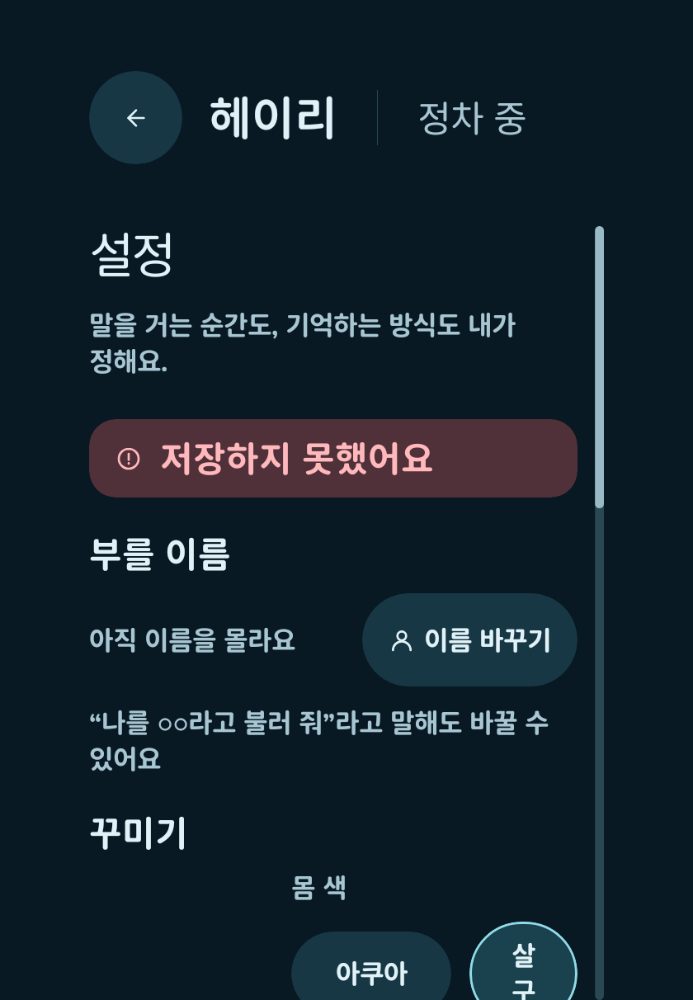 헤이리
정차 중
설정
말을 거는 순간도, 기억하는 방식도 내가
정해요.
저장하지 못했어요
부를 이름
아직 이름을 몰라요
이름 바꾸기
“나를 ○○라고 불러 줘”라고 말해도 바꿀 수
있어요
꾸미기
몸 색
아쿠아
살
구